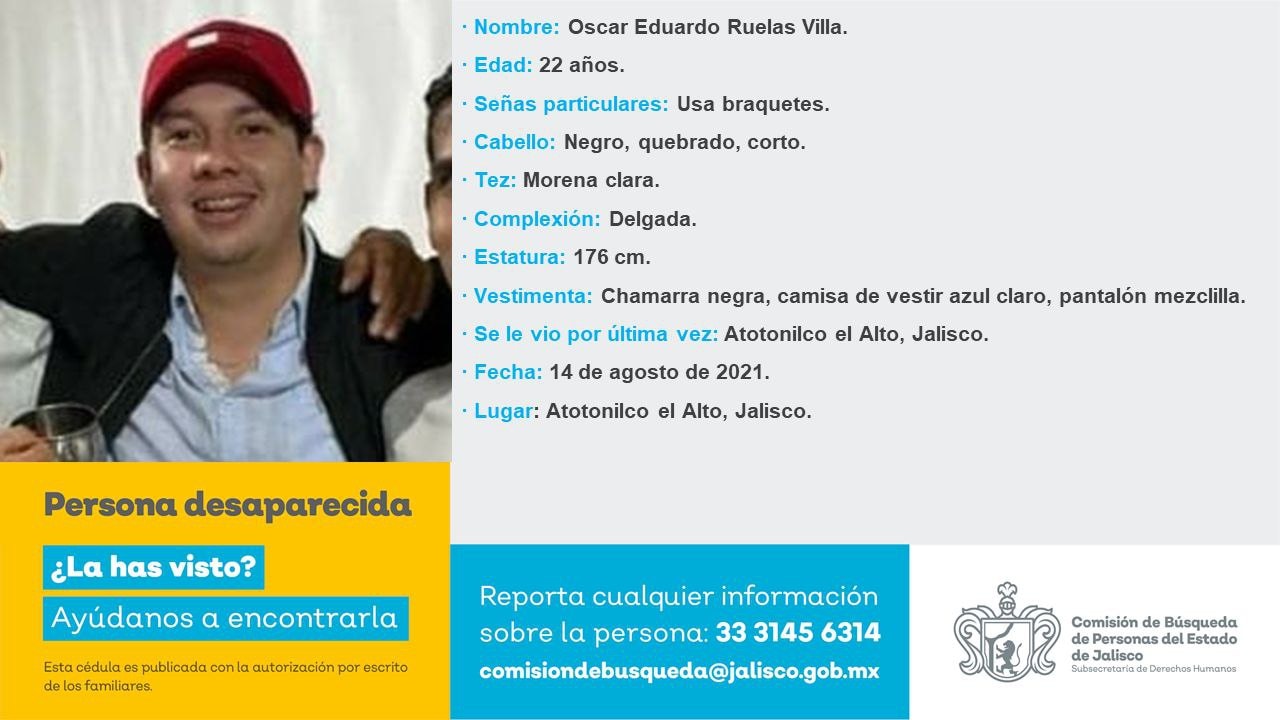 · Nombre: Oscar Eduardo Ruelas Villa.
· Edad: 22 años.
· Señas particulares: Usa braquetes.
· Cabello: Negro, quebrado, corto.
· Tez: Morena clara.
· Complexión: Delgada.
· Estatura: 176 cm.
· Vestimenta: Chamarra negra, camisa de vestir azul claro, pantalón mezclilla.
· Se le vio por última vez: Atotonilco el Alto, Jalisco.
· Fecha: 14 de agosto de 2021.
· Lugar: Atotonilco el Alto, Jalisco.
Persona desaparecida
¿La has visto?
Ayúdanos a encontrarla
Esta cédula es publicada con la autorización por escrito
de los familiares.
Reporta cualquier información
sobre la persona: 33 3145 6314
comisiondebusqueda@jalisco.gob.mx
Comisión de Búsqueda
de Personas del Estado
de Jalisco
Subsecretaría de Derechos Humanos